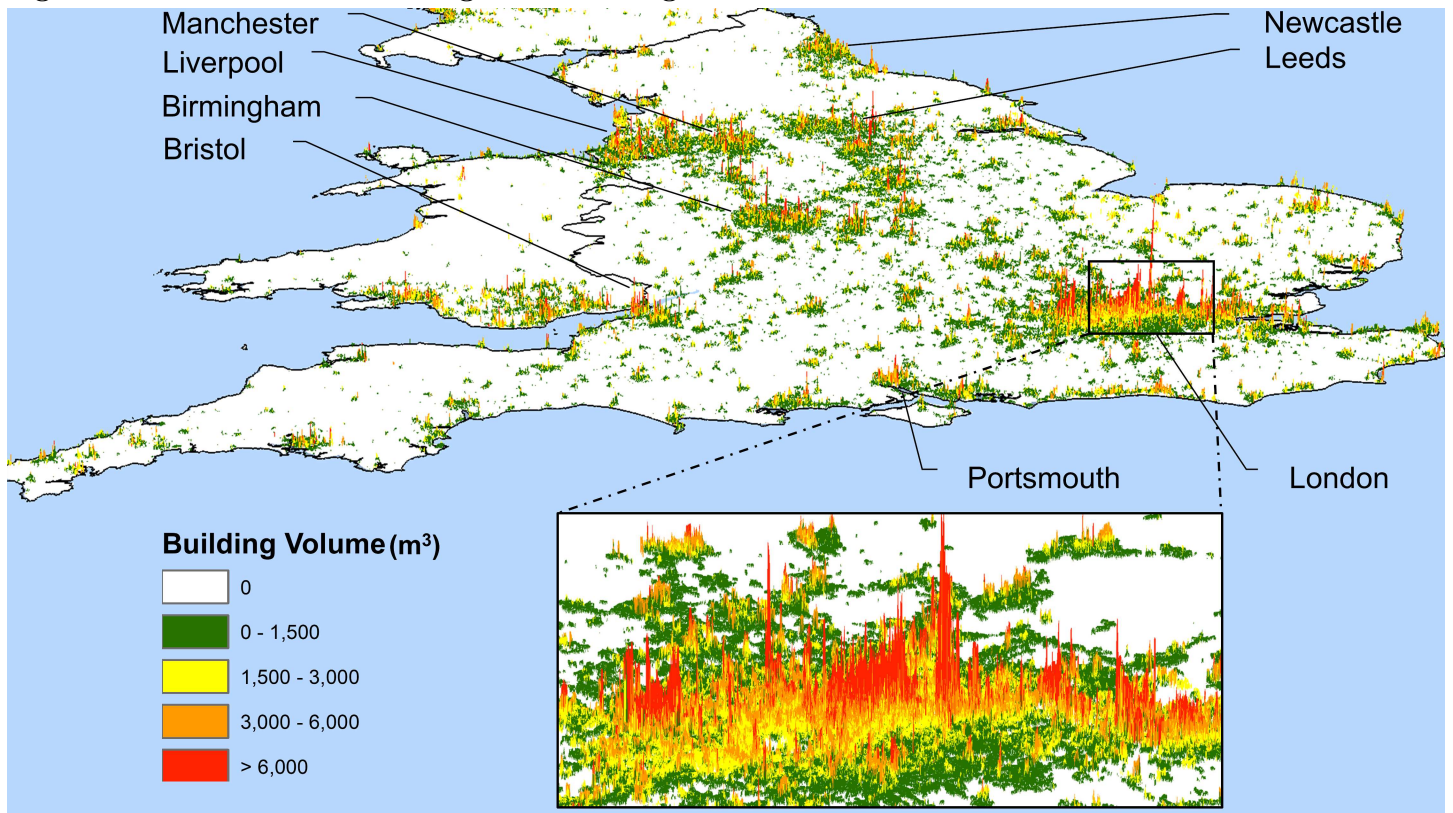 Manchester
Liverpool
Birmingham
Bristol
Newcastle
Leeds
Portsmouth
London
Building Volume (m³)
0
0 - 1,500
1,500 - 3,000
3,000 - 6,000
> 6,000